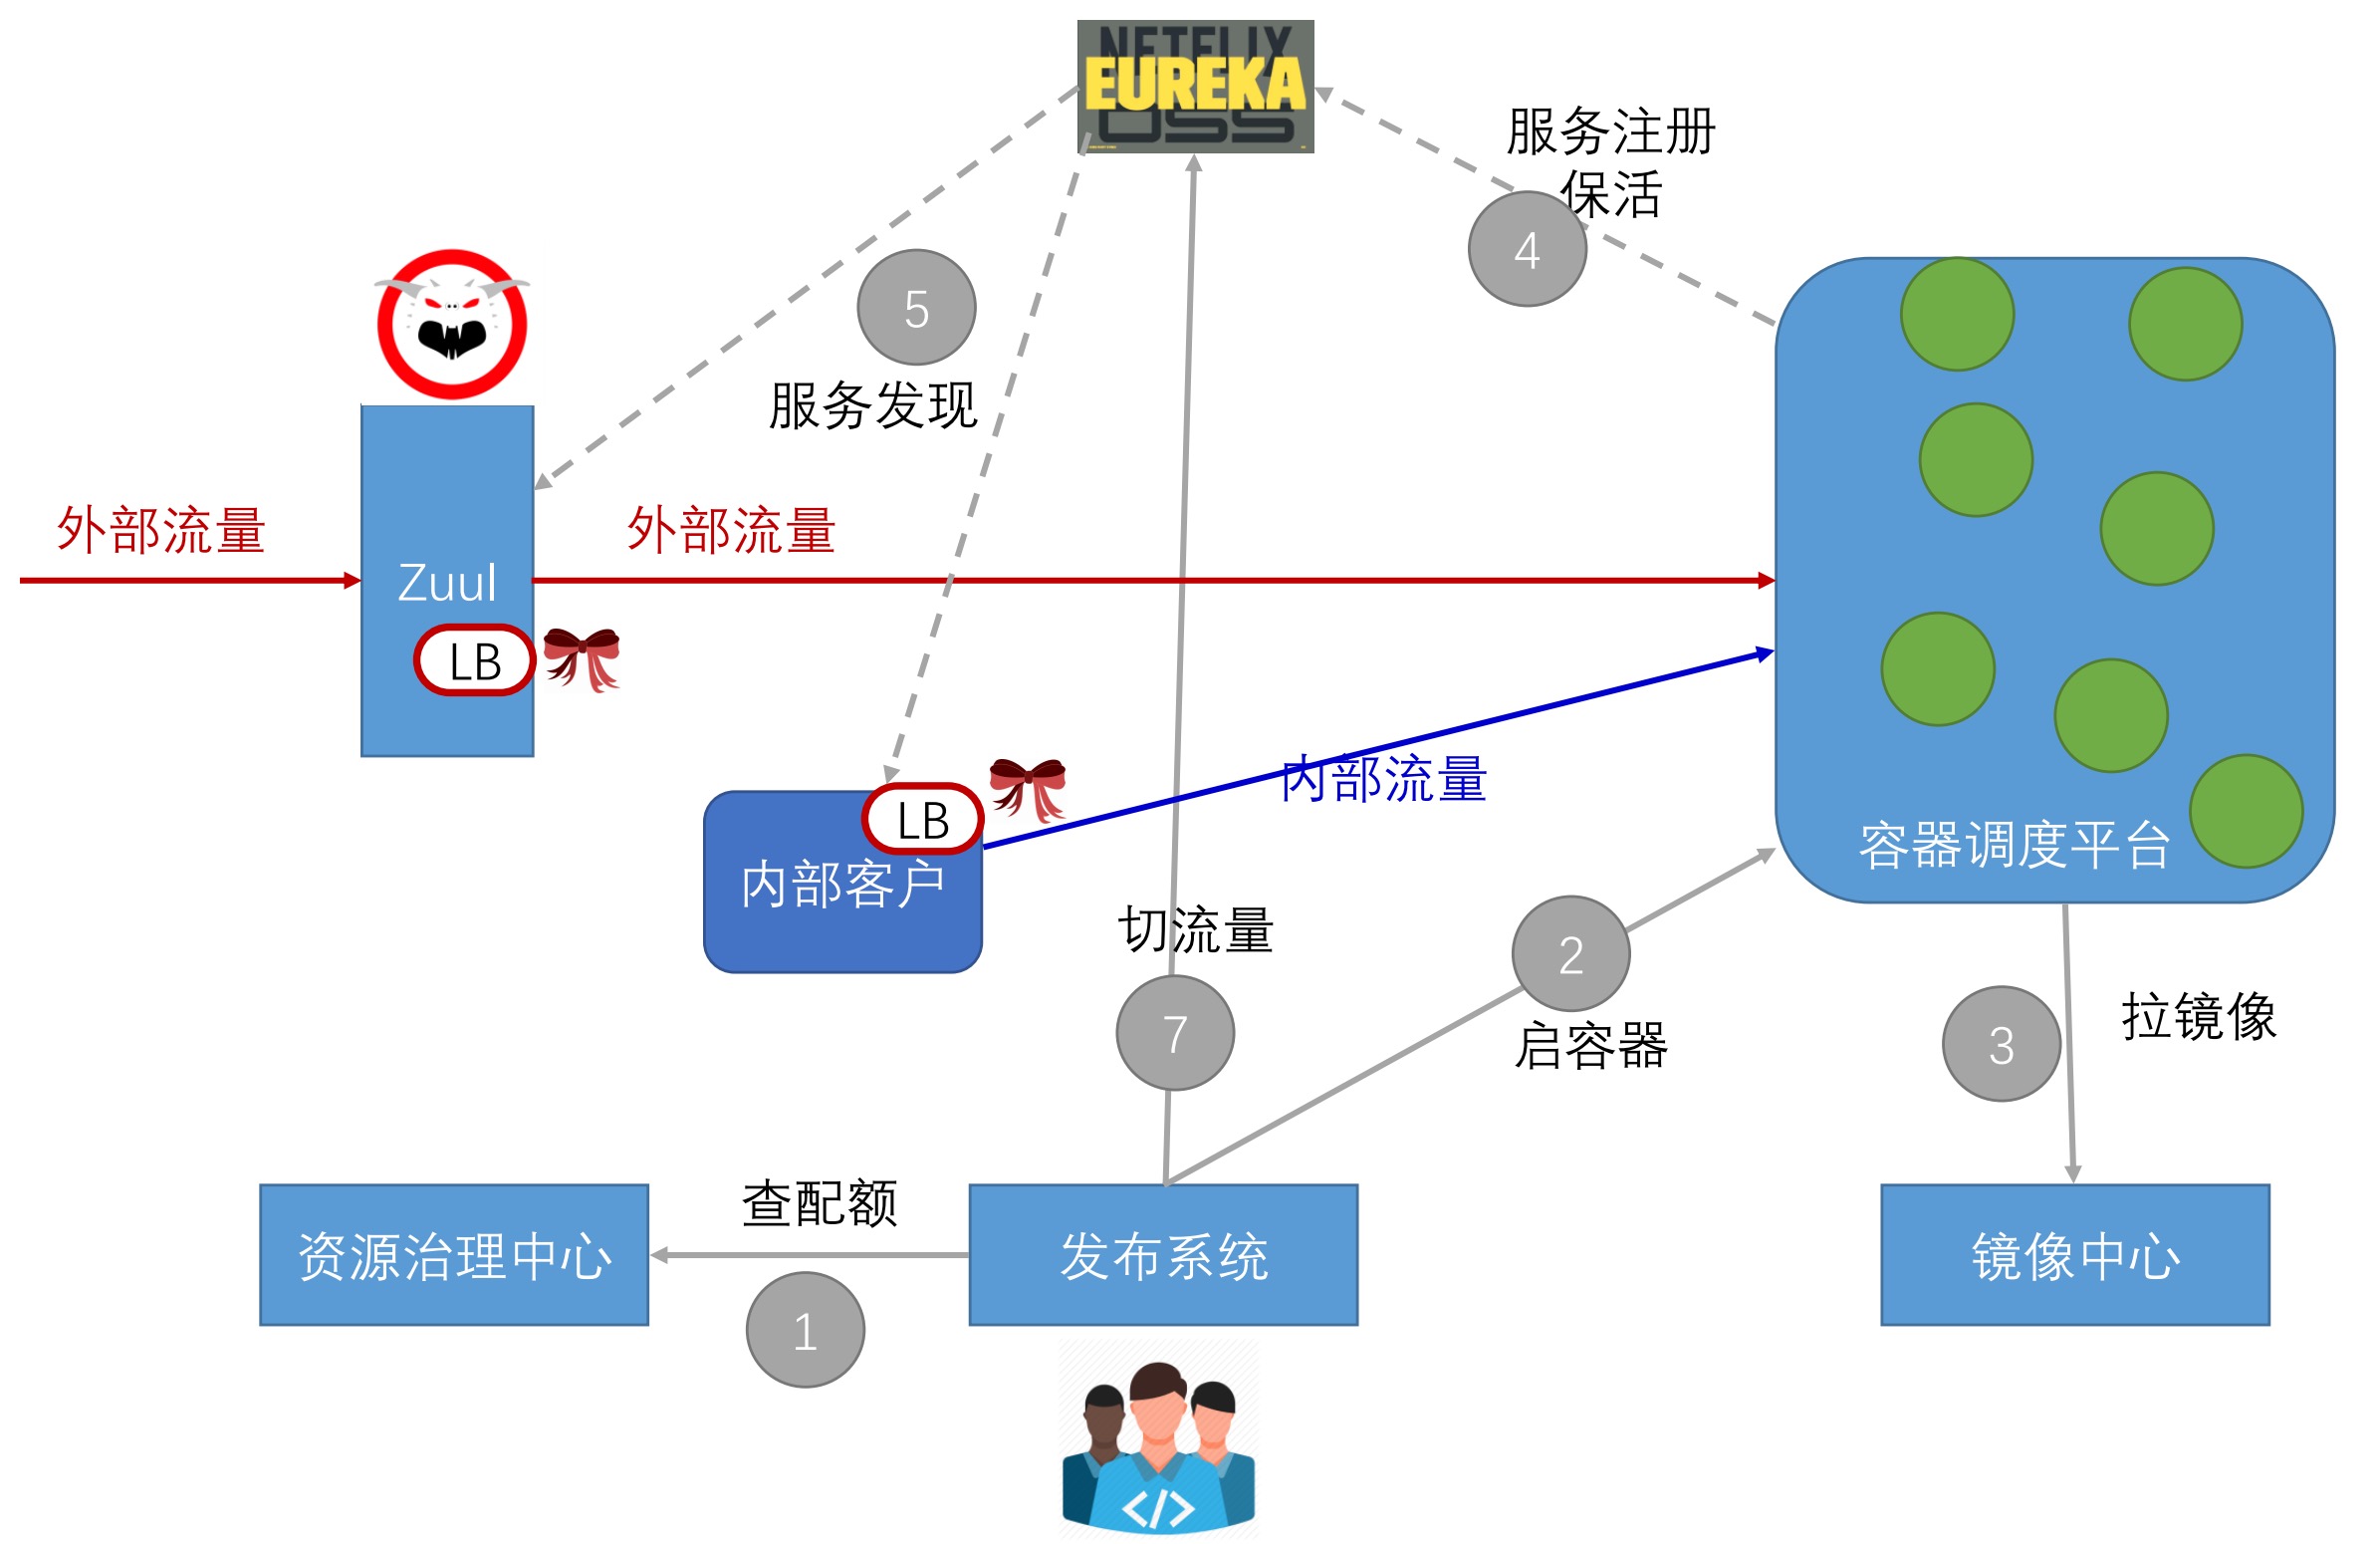 NETFLIX
EUREKA
OSS
服务注册
保活
4
5
服务发现
外部流量
外部流量
Zuul
LB
LB
内部客户
内部流量
容器调度平台
切流量
7
2
启容器
3
拉镜像
查配额
1
资源治理中心
发布系统
镜像中心
</>